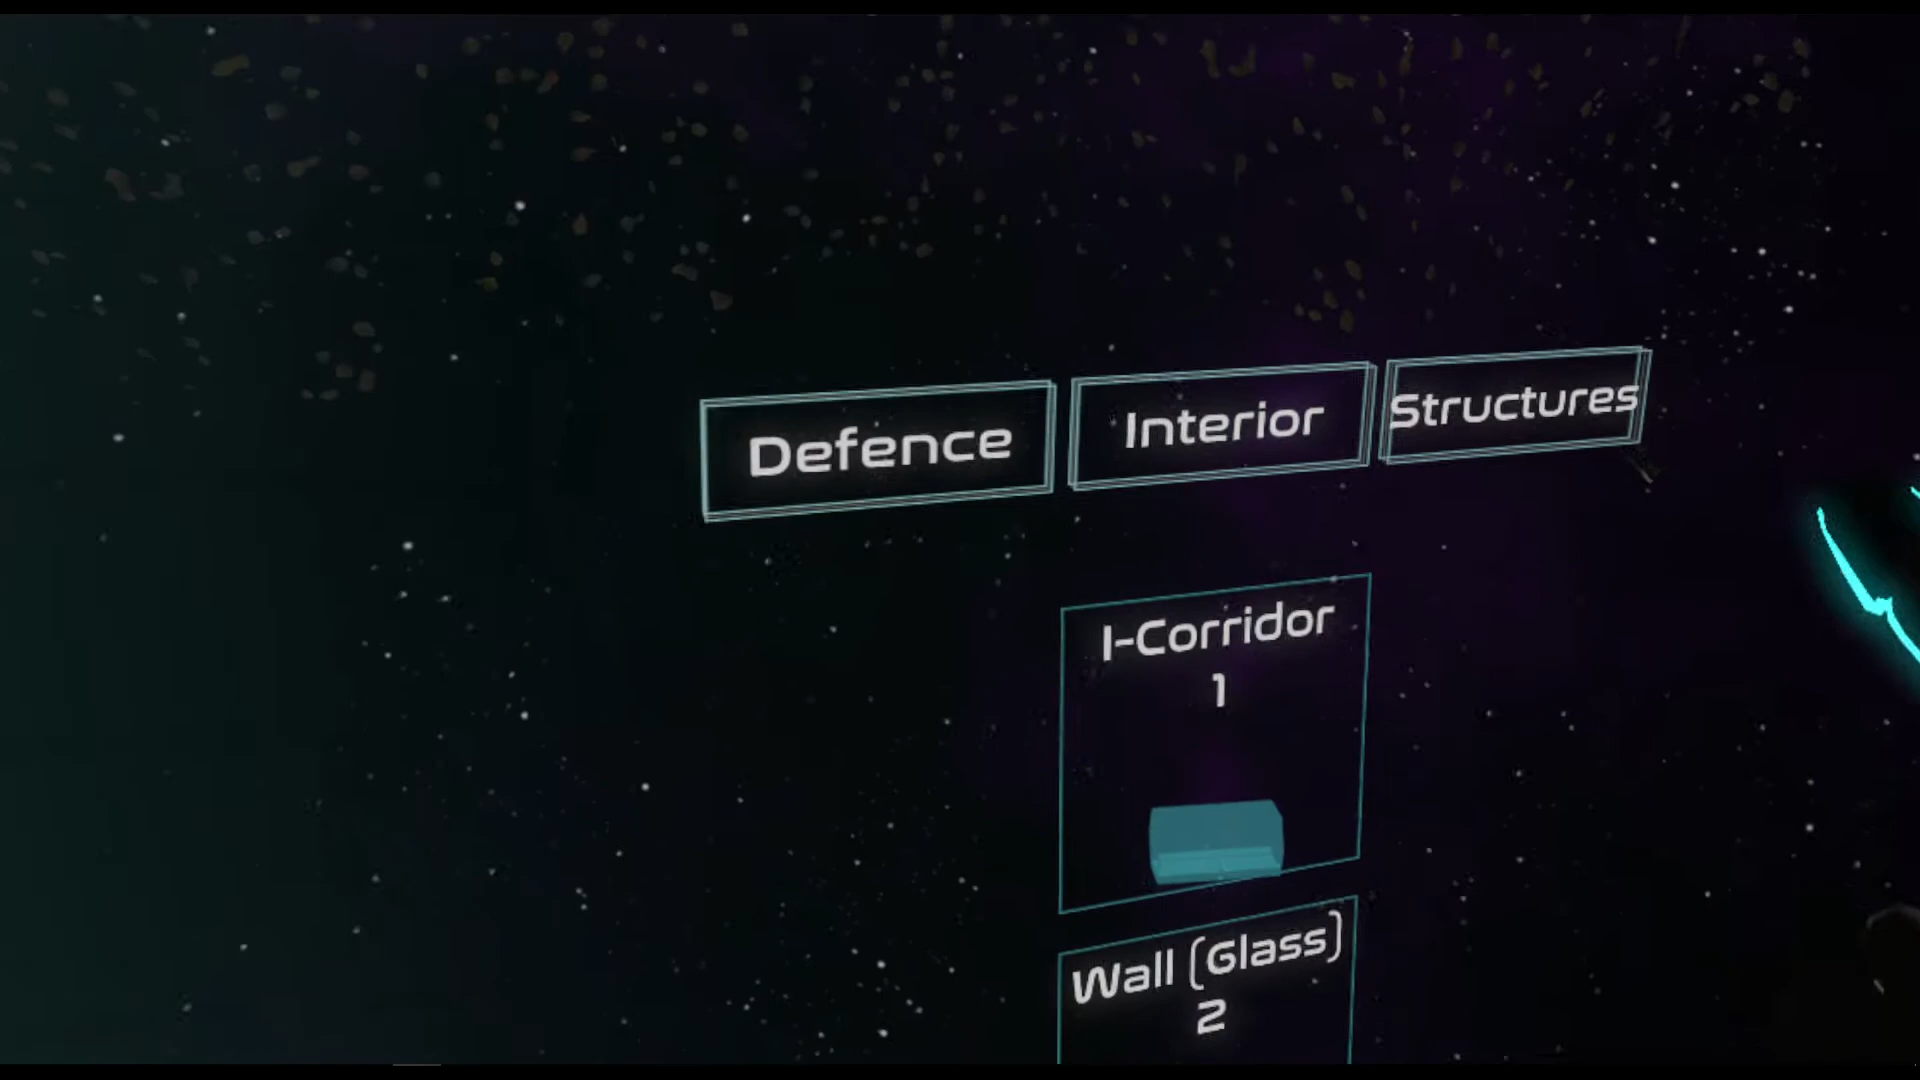 Defence
Interior
Structures
I-Corridor
1
Wall (Glass)
2